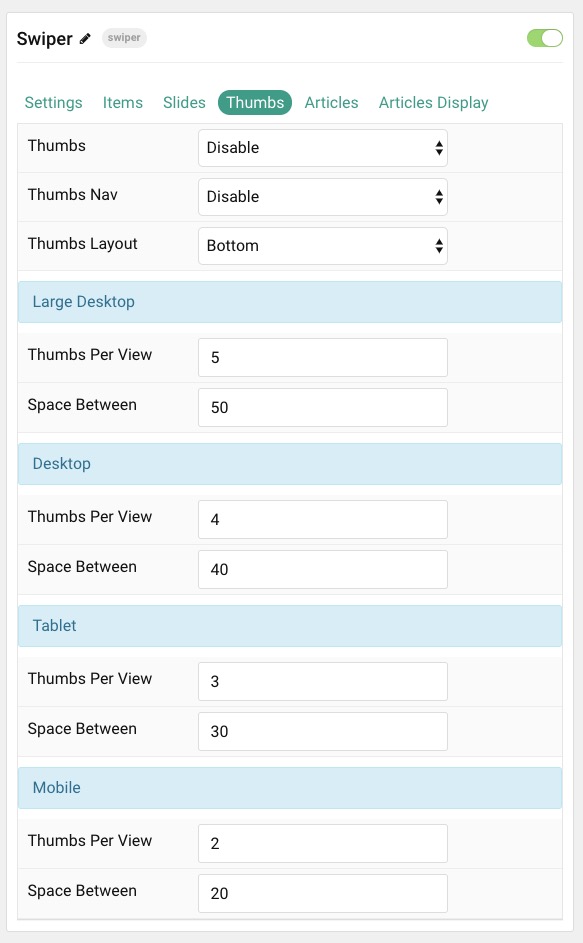 Swiper swiper
Settings Items Slides Thumbs Articles Articles Display
Thumbs Disable
Thumbs Nav Disable
Thumbs Layout Bottom
Large Desktop
Thumbs Per View 5
Space Between 50
Desktop
Thumbs Per View 4
Space Between 40
Tablet
Thumbs Per View 3
Space Between 30
Mobile
Thumbs Per View 2
Space Between 20